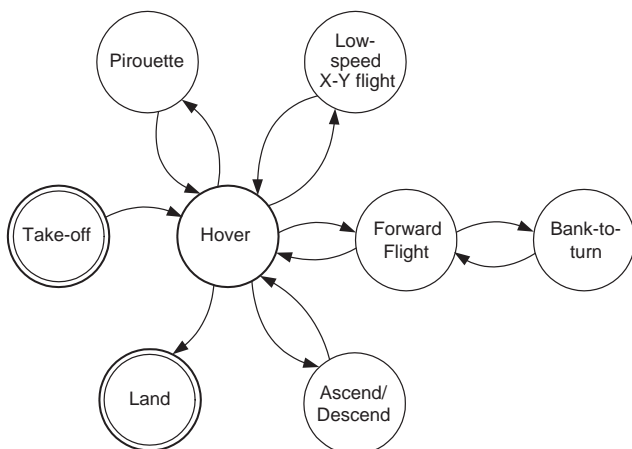 Pirouette
Low-
speed
X-Y flight
Take-off
Hover
Forward
Flight
Bank-to-
turn
Land
Ascend/
Descend